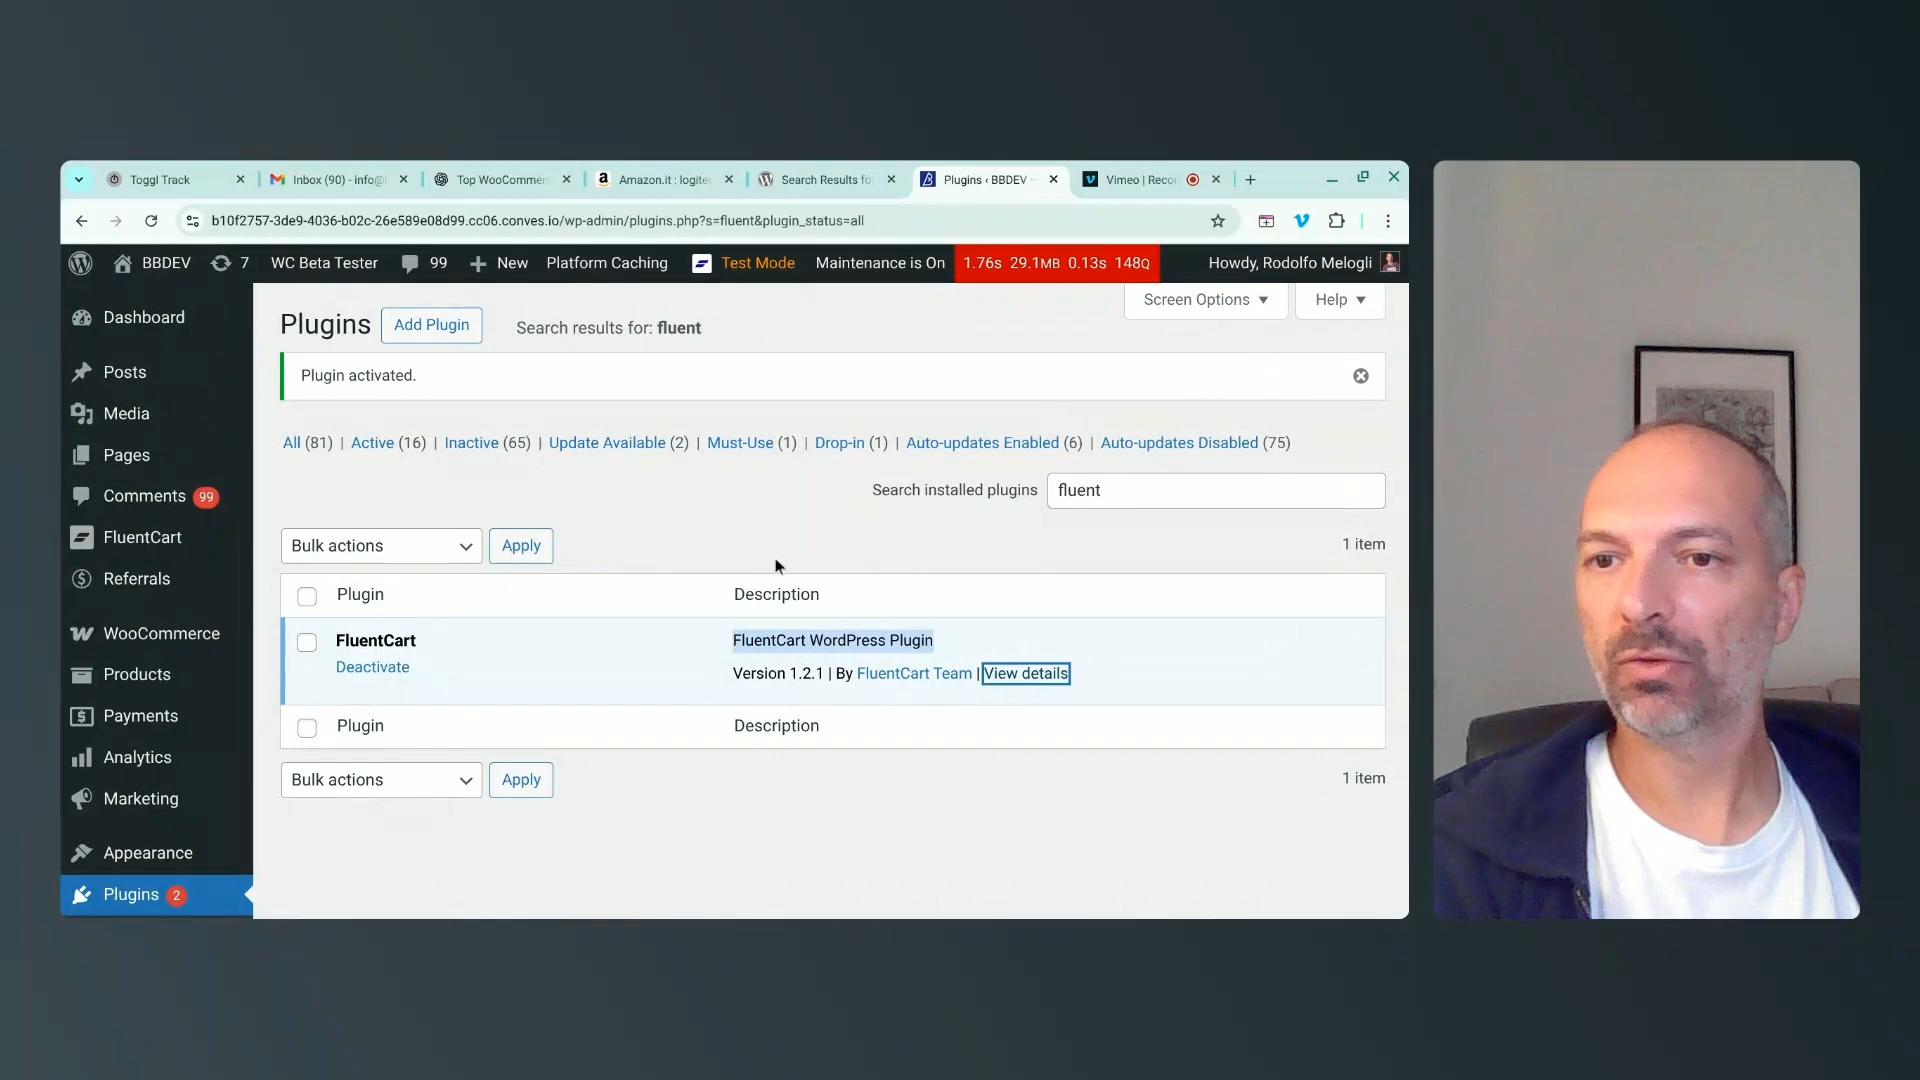 Toggl Track
Inbox (90) - info@
Top WooCommerc
Amazon.it : logitec
Search Results fo
Plugins ‹ BBDEV –
Vimeo | Recor
b10f2757-3de9-4036-b02c-26e589e08d99.cc06.conves.io/wp-admin/plugins.php?s=fluent&plugin_status=all
BBDEV 7 WC Beta Tester 99 New Platform Caching Test Mode Maintenance is On 1.76s 29.1MB 0.13s 148Q Howdy, Rodolfo Melogli
Dashboard
Posts
Media
Pages
Comments 99
FluentCart
Referrals
WooCommerce
Products
Payments
Analytics
Marketing
Appearance
Plugins 2
Screen Options Help
Plugins Add Plugin Search results for: fluent
Plugin activated.
All (81) | Active (16) | Inactive (65) | Update Available (2) | Must-Use (1) | Drop-in (1) | Auto-updates Enabled (6) | Auto-updates Disabled (75)
Search installed plugins fluent
Bulk actions Apply 1 item
Plugin Description
FluentCart FluentCart WordPress Plugin
Deactivate Version 1.2.1 | By FluentCart Team | View details
Plugin Description
Bulk actions Apply 1 item